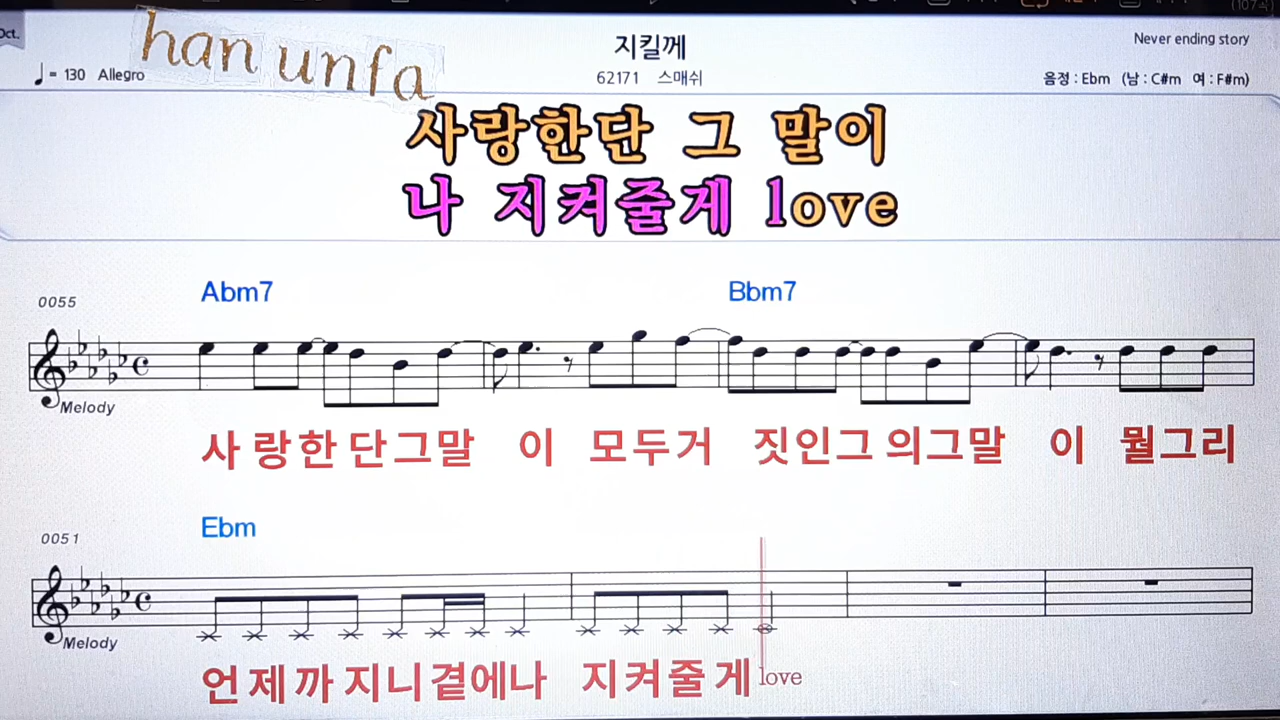 Oct.
han unfa
지킬께
Never ending story
♩= 130 Allegro
62171 스매쉬
음정 : Ebm (남 : C#m 여 : F#m)
사랑한단 그 말이
나 지켜줄게 love
0055
Abm7 Bbm7
Melody
사 랑한 단그말 이 모두거 짓인그 의그말 이 뭘그리
0051
Ebm
Melody
언제까 지니곁에나 지켜줄게 love